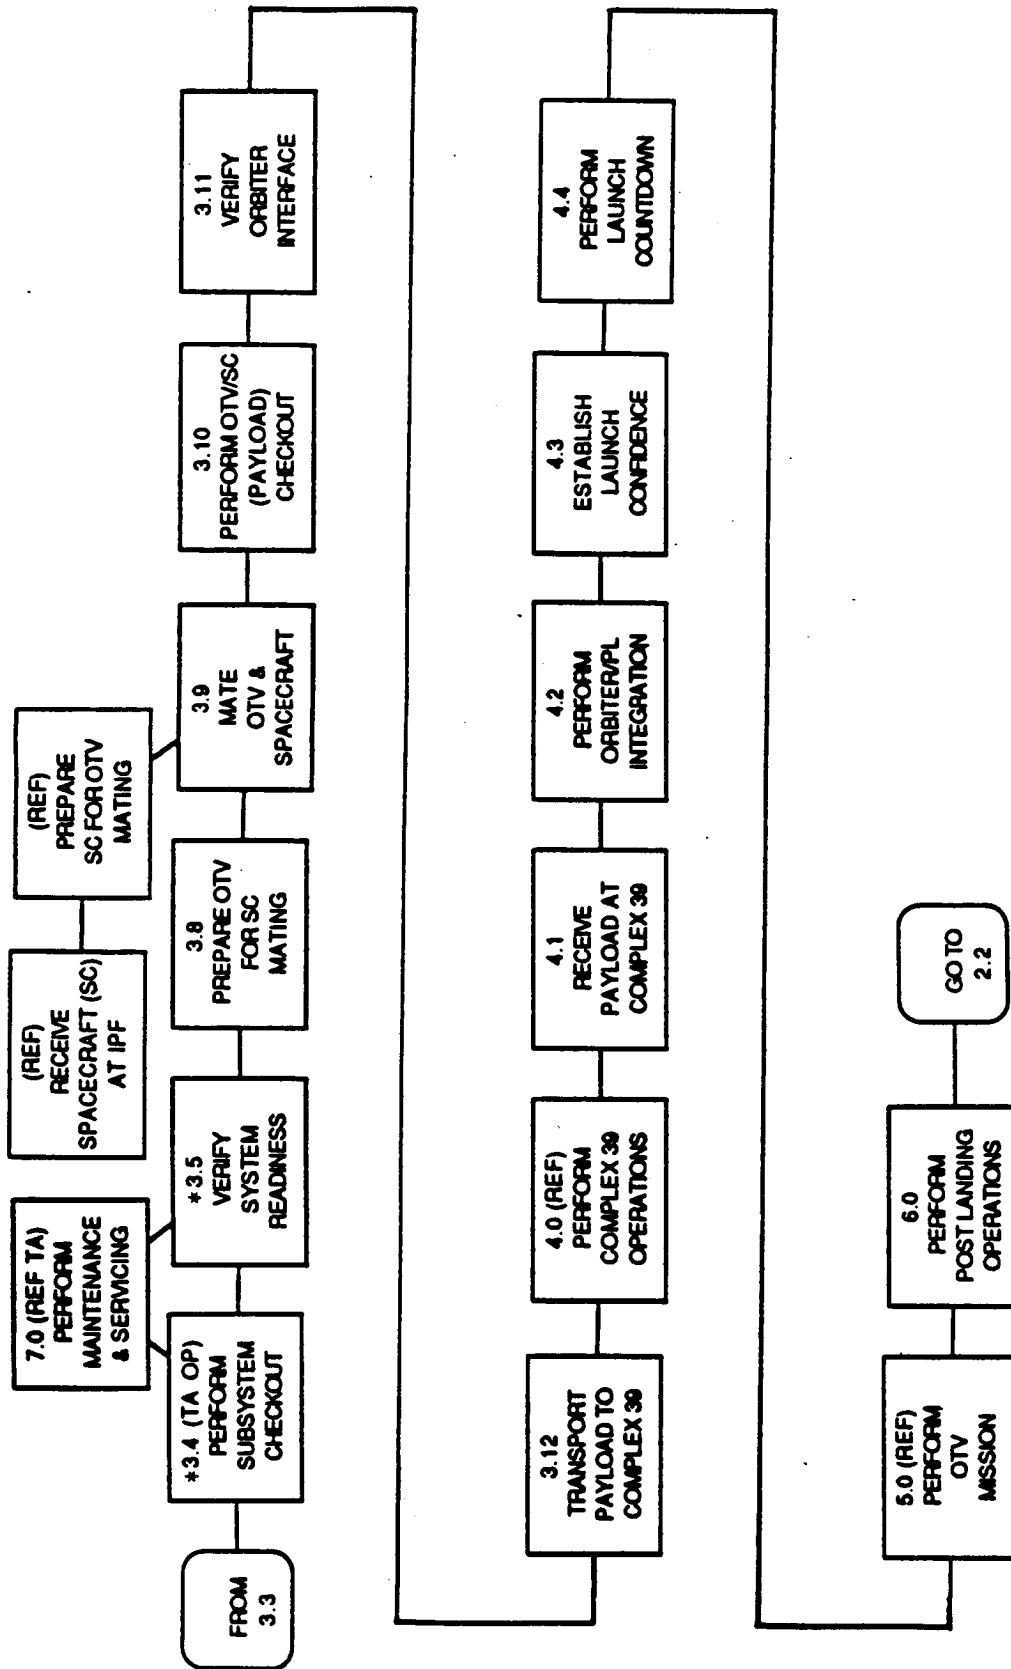 (REF)
RECEIVE
SPACECRAFT (SC)
AT IPF
(REF)
PREPARE
SC FOR OTV
MATING
7.0 (REF TA)
PERFORM
MAINTENANCE
& SERVICING
FROM
3.3
*3.4 (TA OP)
PERFORM
SUBSYSTEM
CHECKOUT
*3.5
VERIFY
SYSTEM
READINESS
3.8
PREPARE OTV
FOR SC
MATING
3.9
MATE
OTV &
SPACECRAFT
3.10
PERFORM OTV/SC
(PAYLOAD)
CHECKOUT
3.11
VERIFY
ORBITER
INTERFACE
3.12
TRANSPORT
PAYLOAD TO
COMPLEX 39
4.0 (REF)
PERFORM
COMPLEX 39
OPERATIONS
4.1
RECEIVE
PAYLOAD AT
COMPLEX 39
4.2
PERFORM
ORBITER/PL
INTEGRATION
4.3
ESTABLISH
LAUNCH
CONFIDENCE
4.4
PERFORM
LAUNCH
COUNTDOWN
5.0 (REF)
PERFORM
OTV
MISSION
6.0
PERFORM
POST LANDING
OPERATIONS
GO TO
2.2